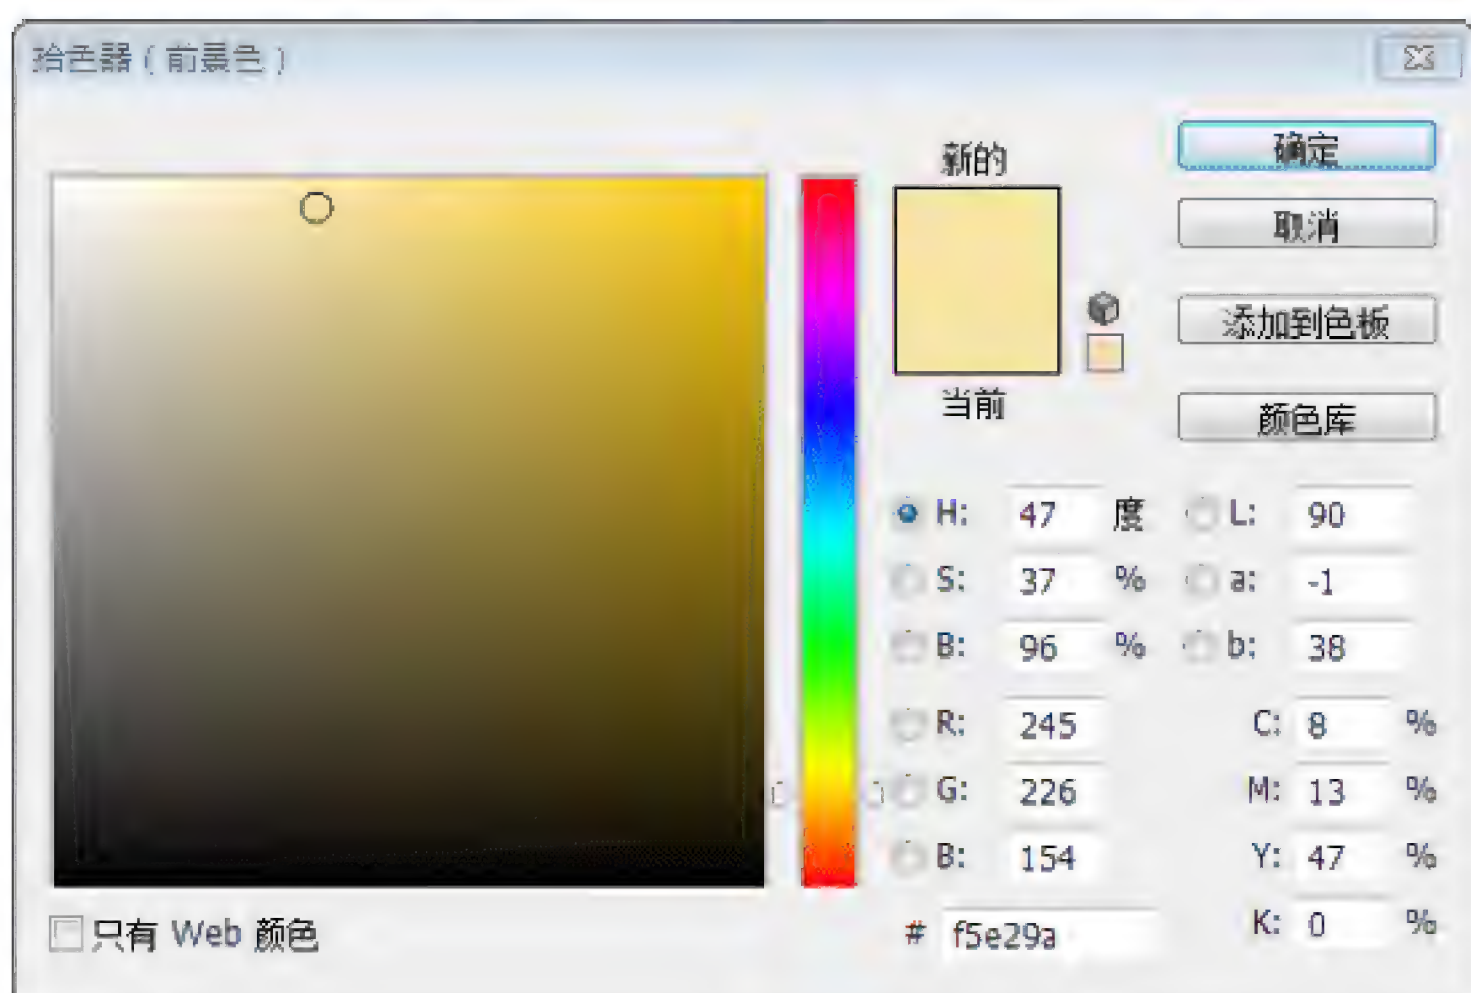 拾色器（前景色）
新的
确定
取消
添加到色板
当前
颜色库
H: 47 度 L: 90
S: 37 % a: -1
B: 96 % b: 38
R: 245 C: 8 %
G: 226 M: 13 %
B: 154 Y: 47 %
只有 Web 颜色 # f5e29a K: 0 %